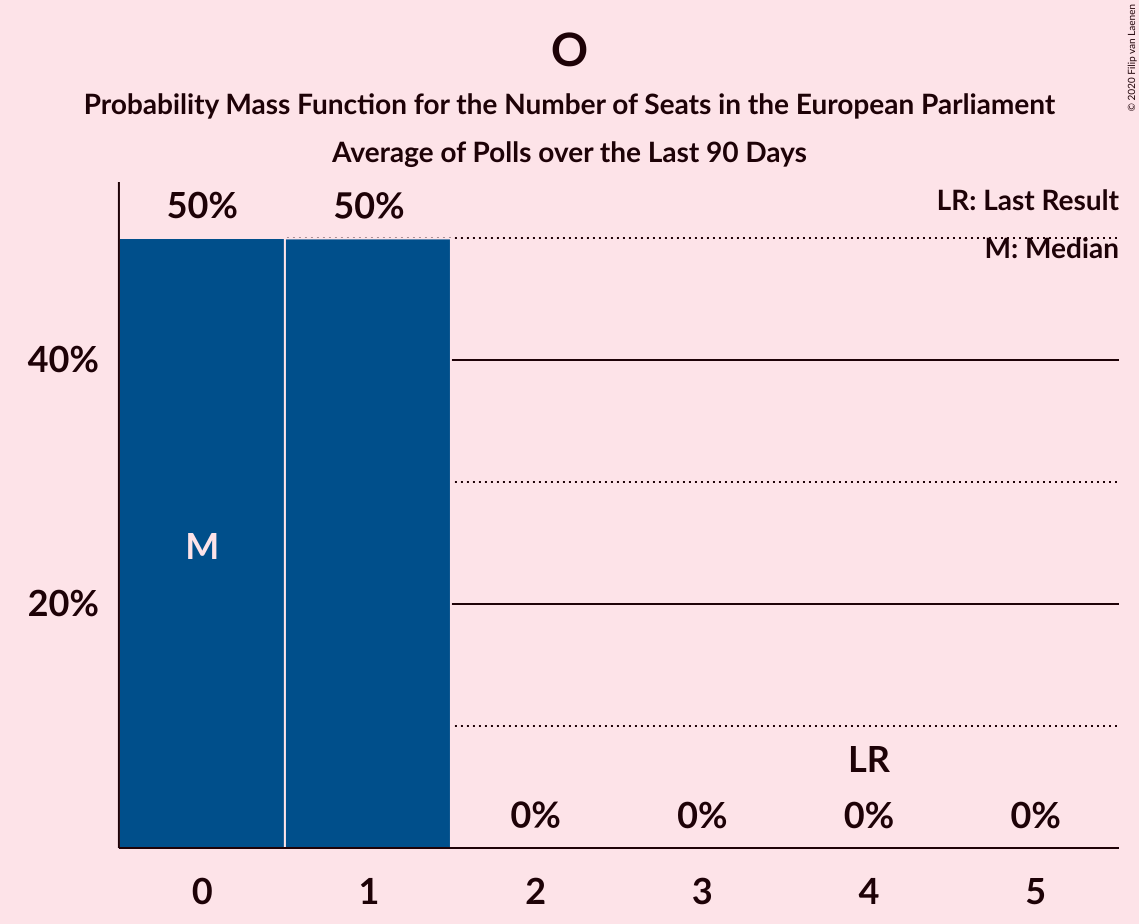 O
Probability Mass Function for the Number of Seats in the European Parliament
Average of Polls over the Last 90 Days
© 2020 Filip van Laenen
50% 50%
LR: Last Result
M: Median
40%
M
20%
LR
0% 0% 0% 0%
0 1 2 3 4 5